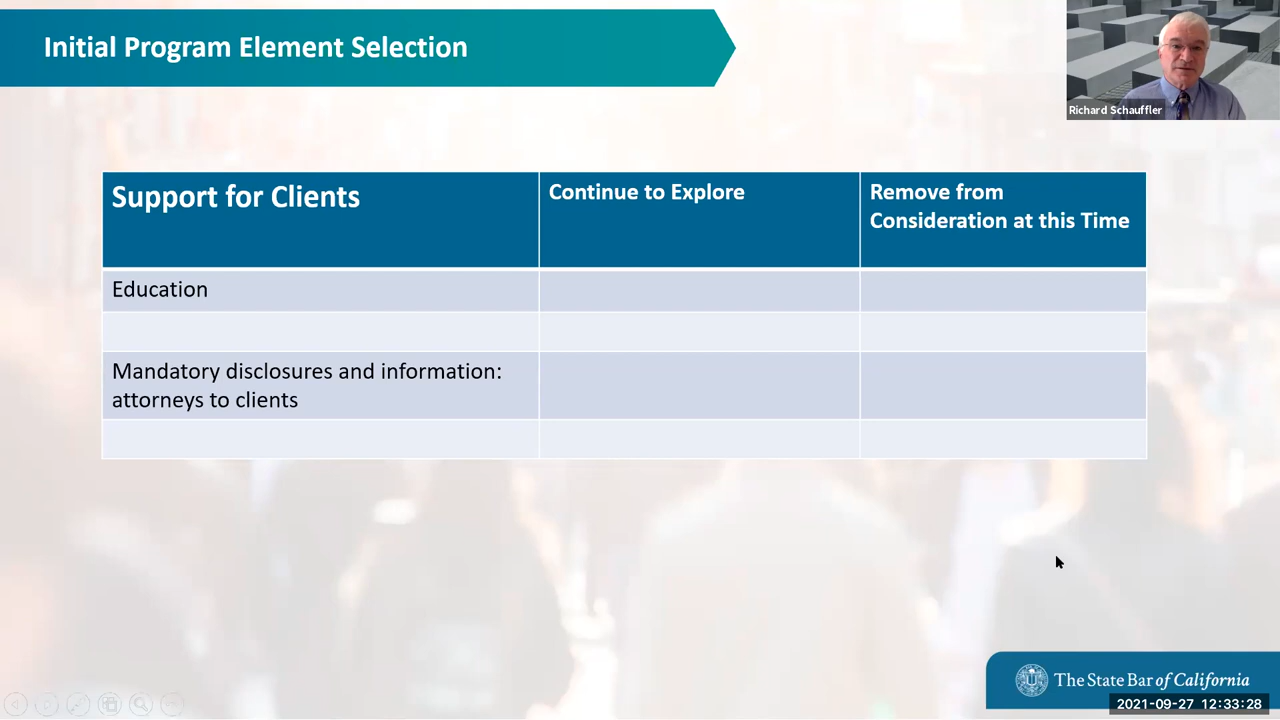 Initial Program Element Selection
Richard Schauffler
Support for Clients
Continue to Explore
Remove from
Consideration at this Time
Education
Mandatory disclosures and information:
attorneys to clients
The State Bar of California
2021-09-27 12:33:28